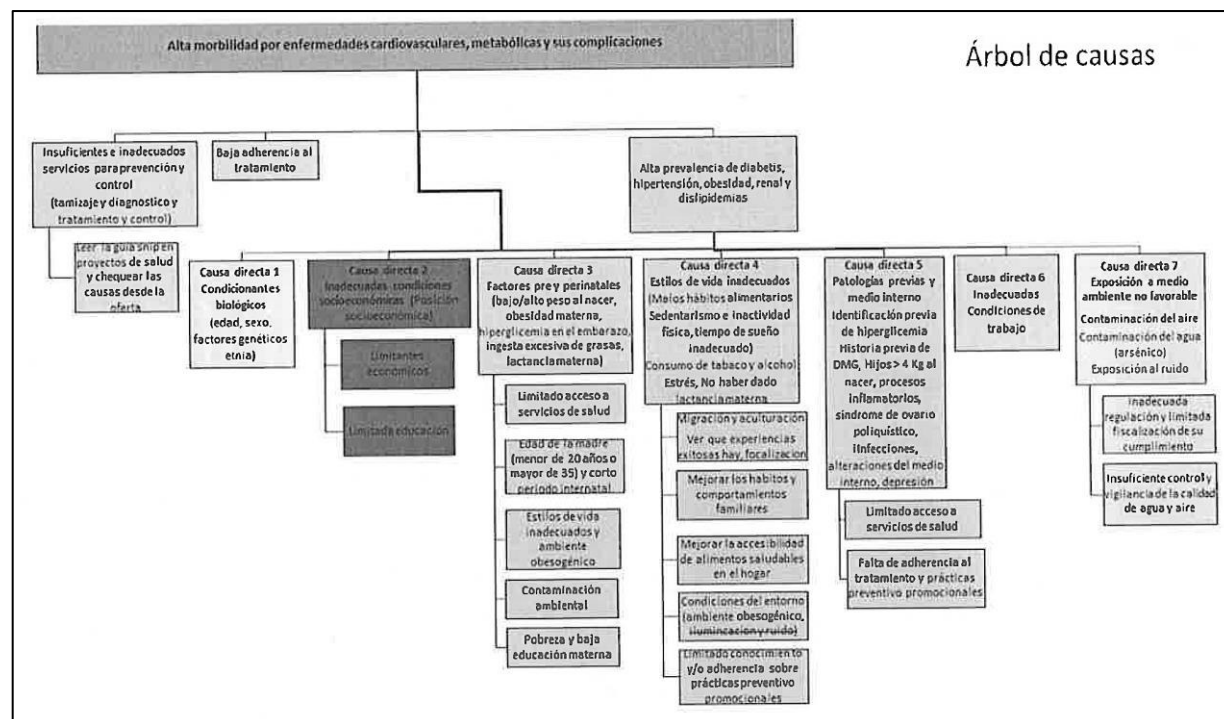 Alta morbilidad por enfermedades cardiovasculares, metabólicas y sus complicaciones
Árbol de causas
Insuficientes e inadecuados
servicios para prevención y
control
(tamizaje y diagnostico y
tratamiento y control)
Leer la guía snip en
proyectos de salud
y chequear las
causas desde la
oferta
Baja adherencia al
tratamiento
Alta prevalencia de diabetis,
hipertensión, obesidad, renal y
dislipidemias
Causa directa 1
Condicionantes
biológicos
(edad, sexo,
factores genéticos
etnia)
Causa directa 2
Inadecuadas condiciones
socioeconómicas (Posición
socioeconómica)
Limitantes
económicos
Limitada educación
Causa directa 3
Factores pre y perinatales
(bajo/alto peso al nacer,
obesidad materna,
hiperglicemia en el embarazo,
ingesta excesiva de grasas,
lactancia materna)
Limitado acceso a
servicios de salud
Edad de la madre
(menor de 20 años o
mayor de 35) y corto
periodo internatal
Estilos de vida
inadecuados y
ambiente
obesogénico
Contaminación
ambiental
Pobreza y baja
educación materna
Causa directa 4
Estilos de vida inadecuados
(Malos hábitos alimentarios
Sedentarismo e inactividad
física, tiempo de sueño
inadecuado)
Consumo de tabaco y alcohol
Estrés, No haber dado
lactancia materna
Migración y aculturación
Ver que experiencias
exitosas hay, focalizacion
Mejorar los hábitos y
comportamientos
familiares
Mejorar la accesibilidad
de alimentos saludables
en el hogar
Condiciones del entorno
(ambiente obesogénico,
ilumincacion y ruido)
Limitado conocimiento
y/o adherencia sobre
prácticas preventivo
promocionales
Causa directa 5
Patologías previas y
medio interno
Identificación previa
de hiperglicemia
Historia previa de
DMG, Hijos > 4 Kg al
nacer, procesos
inflamatorios,
síndrome de ovario
poliquístico,
iInfecciones,
alteraciones del medio
interno, depresión
Limitado acceso a
servicios de salud
Falta de adherencia al
tratamiento y prácticas
preventivo promocionales
Causa directa 6
Inadecuadas
Condiciones de
trabajo
Causa directa 7
Exposición a medio
ambiente no favorable
Contaminación del aire
Contaminación del agua
(arsénico)
Exposición al ruido
Inadecuada
regulación y limitada
fiscalización de su
cumplimiento
Insuficiente control y
vigilancia de la calidad
de agua y aire